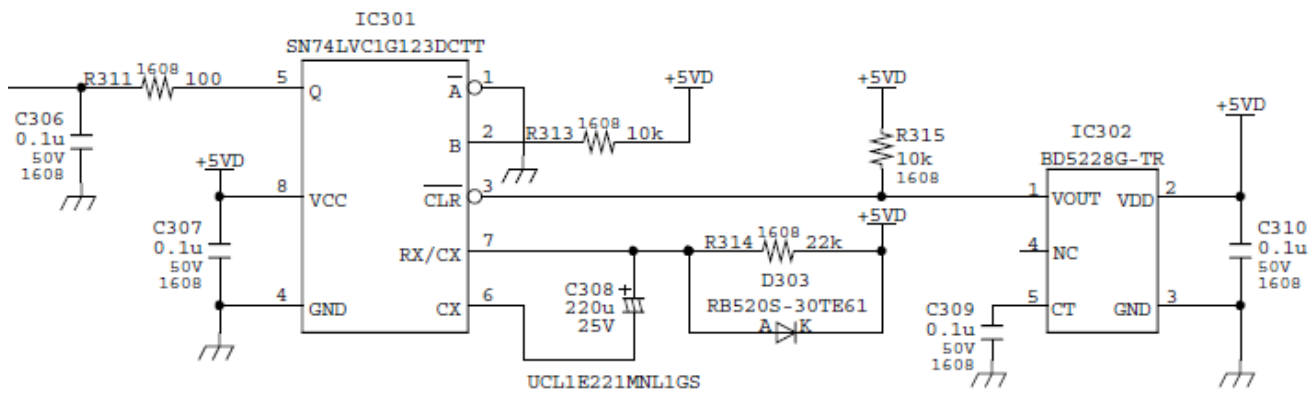 IC301
SN74LVC1G123DCTT
R311 1608 100
5 Q
A 1
C306
0.1u
50V
1608
+5VD
8 VCC
C307
0.1u
50V
1608
4 GND
B 2
R313 1608 10k
+5VD
CLR 3
RX/CX 7
CX 6
C308 +
220u
25V
UCL1E221MNL1GS
R314 1608 22k
+5VD
D303
RB520S-30TE61
A K
+5VD
R315
10k
1608
IC302
BD5228G-TR
1 VOUT
VDD 2
4 NC
5 CT
GND 3
C309
0.1u
50V
1608
+5VD
C310
0.1u
50V
1608